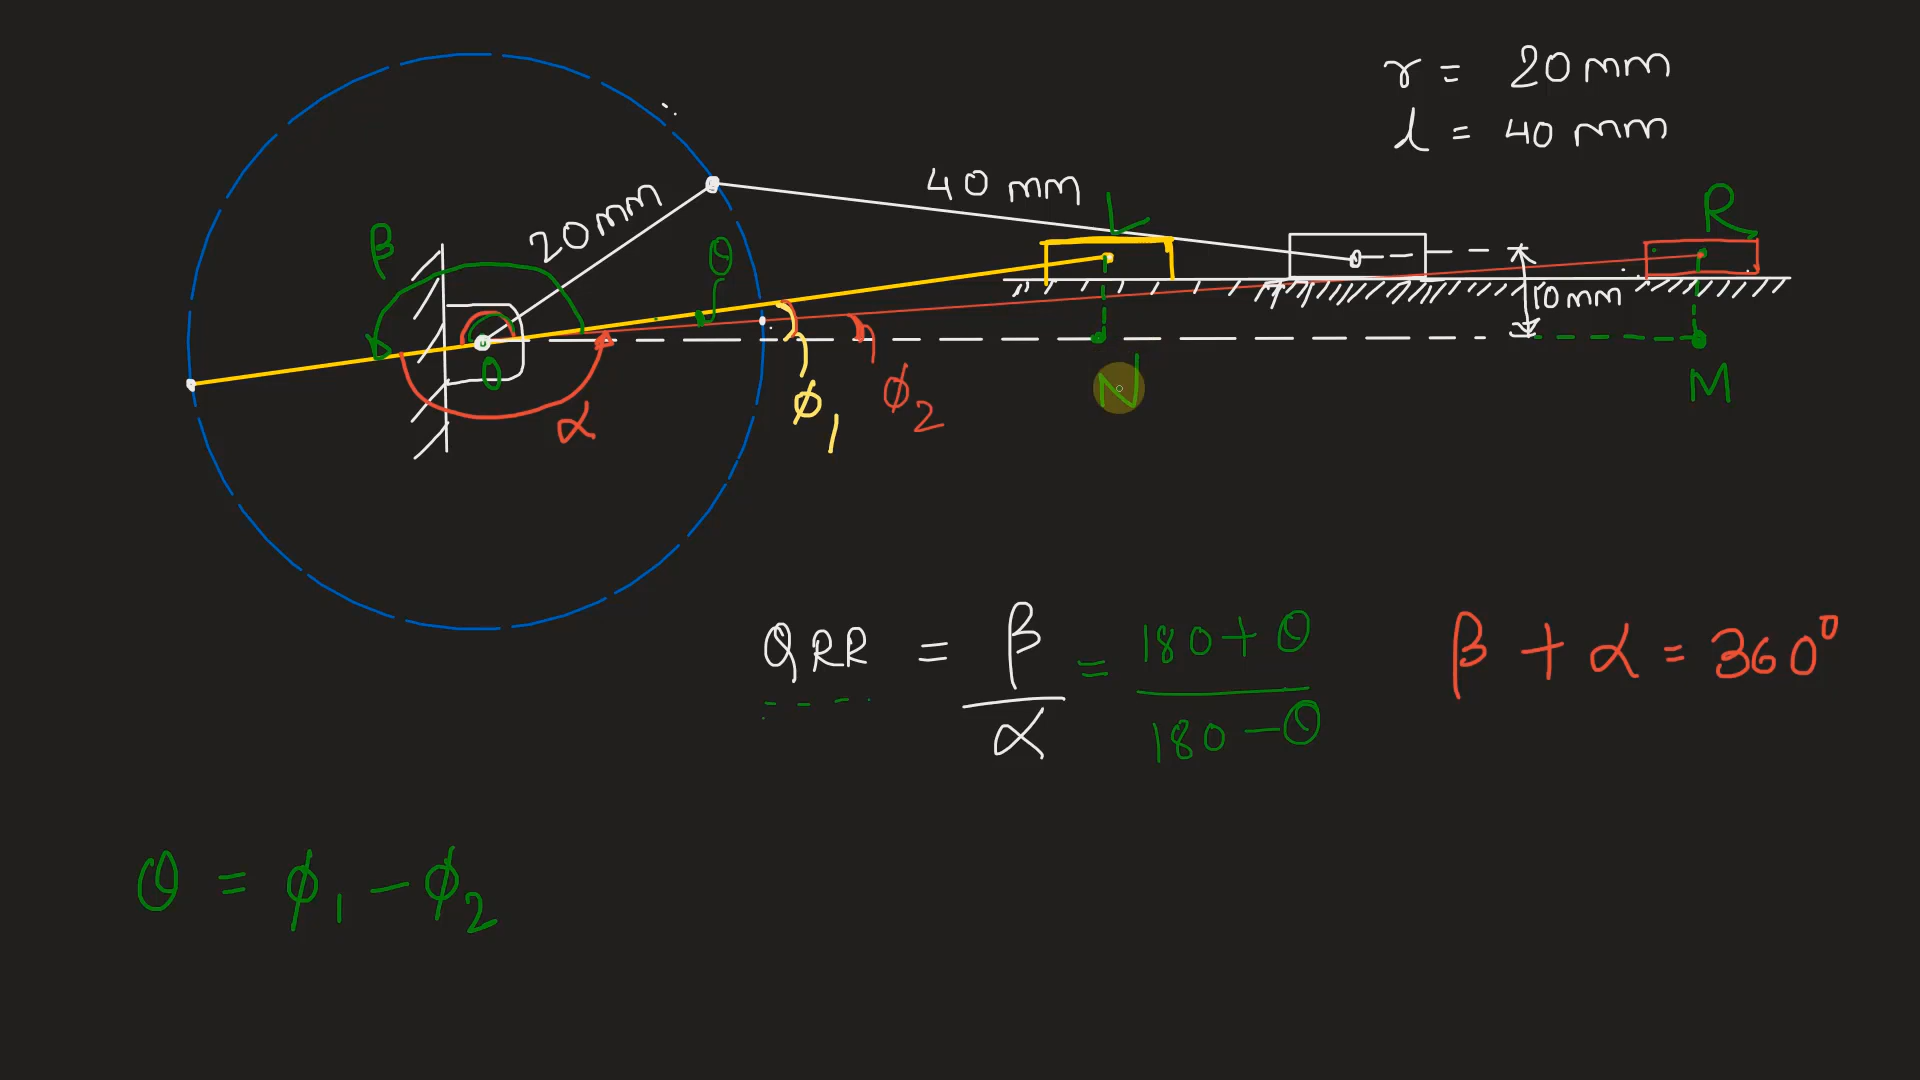 r = 20 mm
l = 40 mm
40 mm
20 mm
L
R
β
θ
10 mm
O
α
ϕ1
ϕ2
N
M
QRR = β/α = (180 + θ)/(180 − θ)
β + α = 360°
θ = ϕ1 − ϕ2